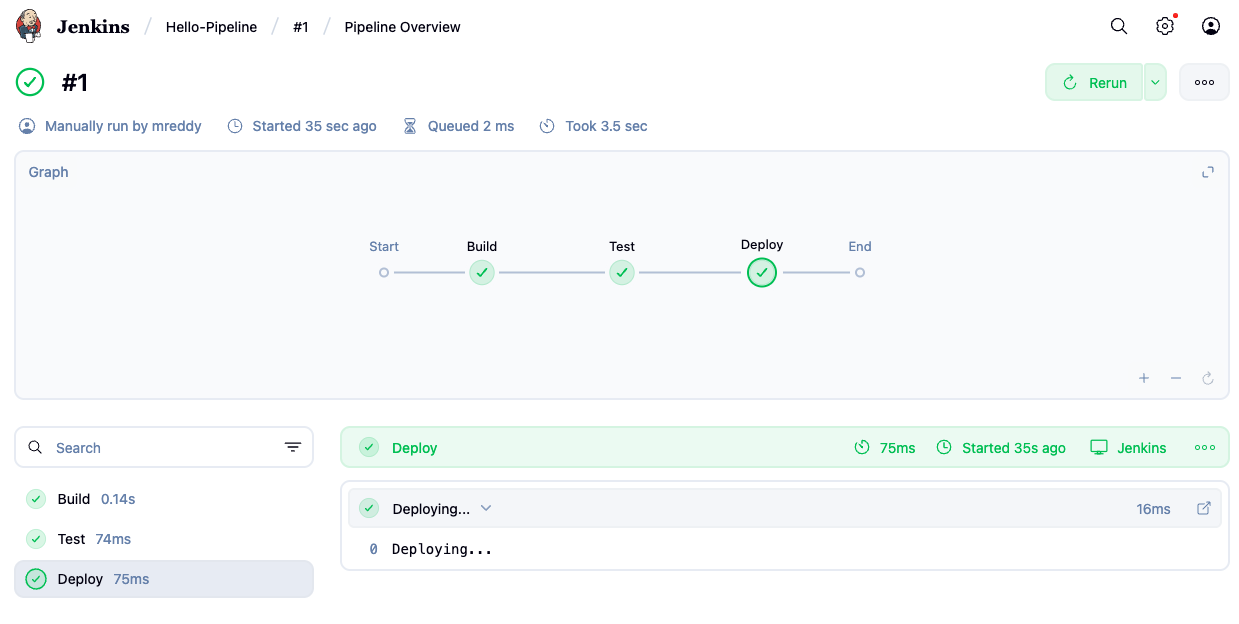 Jenkins / Hello-Pipeline / #1 / Pipeline Overview
#1
Rerun
Manually run by mreddy Started 35 sec ago Queued 2 ms Took 3.5 sec
Graph
Start Build Test Deploy End
Search
Deploy 75ms Started 35s ago Jenkins
Build 0.14s
Test 74ms
Deploy 75ms
Deploying... 16ms
0 Deploying...